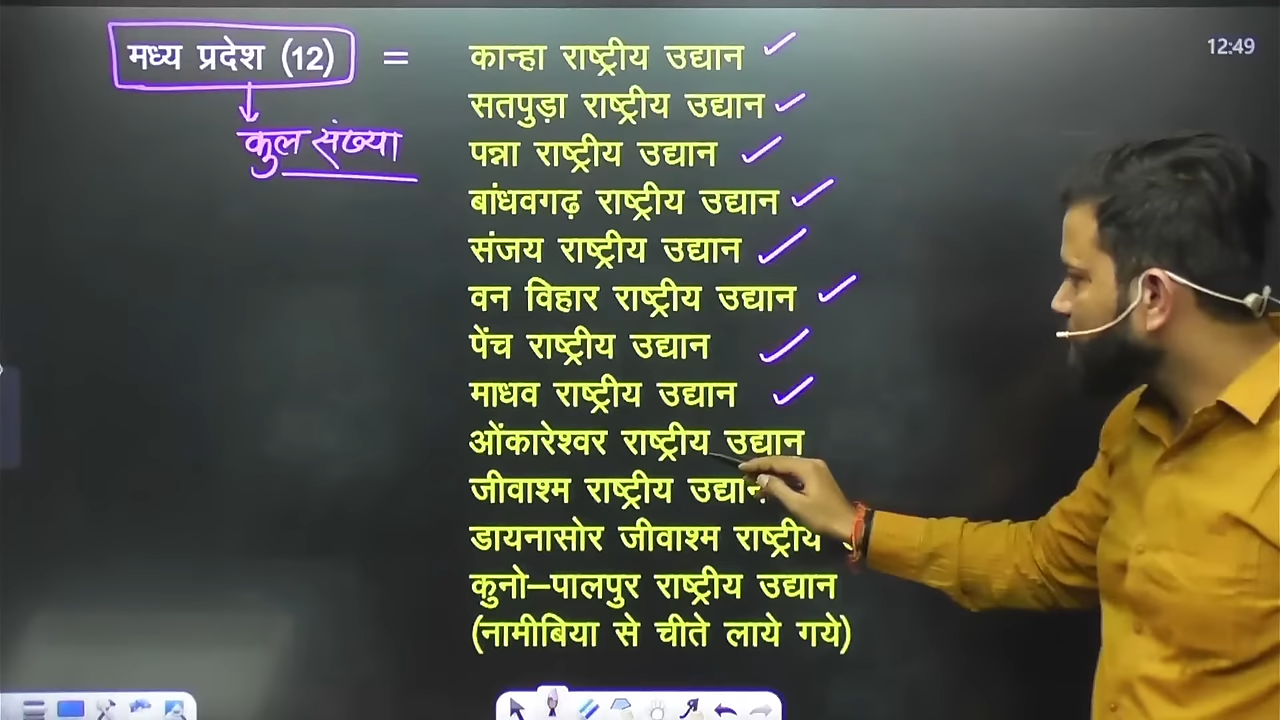 मध्य प्रदेश (12) = कान्हा राष्ट्रीय उद्यान
12:49
कुल संख्या
सतपुड़ा राष्ट्रीय उद्यान
पन्ना राष्ट्रीय उद्यान
बांधवगढ़ राष्ट्रीय उद्यान
संजय राष्ट्रीय उद्यान
वन विहार राष्ट्रीय उद्यान
पेंच राष्ट्रीय उद्यान
माधव राष्ट्रीय उद्यान
ओंकारेश्वर राष्ट्रीय उद्यान
जीवाश्म राष्ट्रीय उद्यान
डायनासोर जीवाश्म राष्ट्रीय
कुनो–पालपुर राष्ट्रीय उद्यान
(नामीबिया से चीते लाये गये)